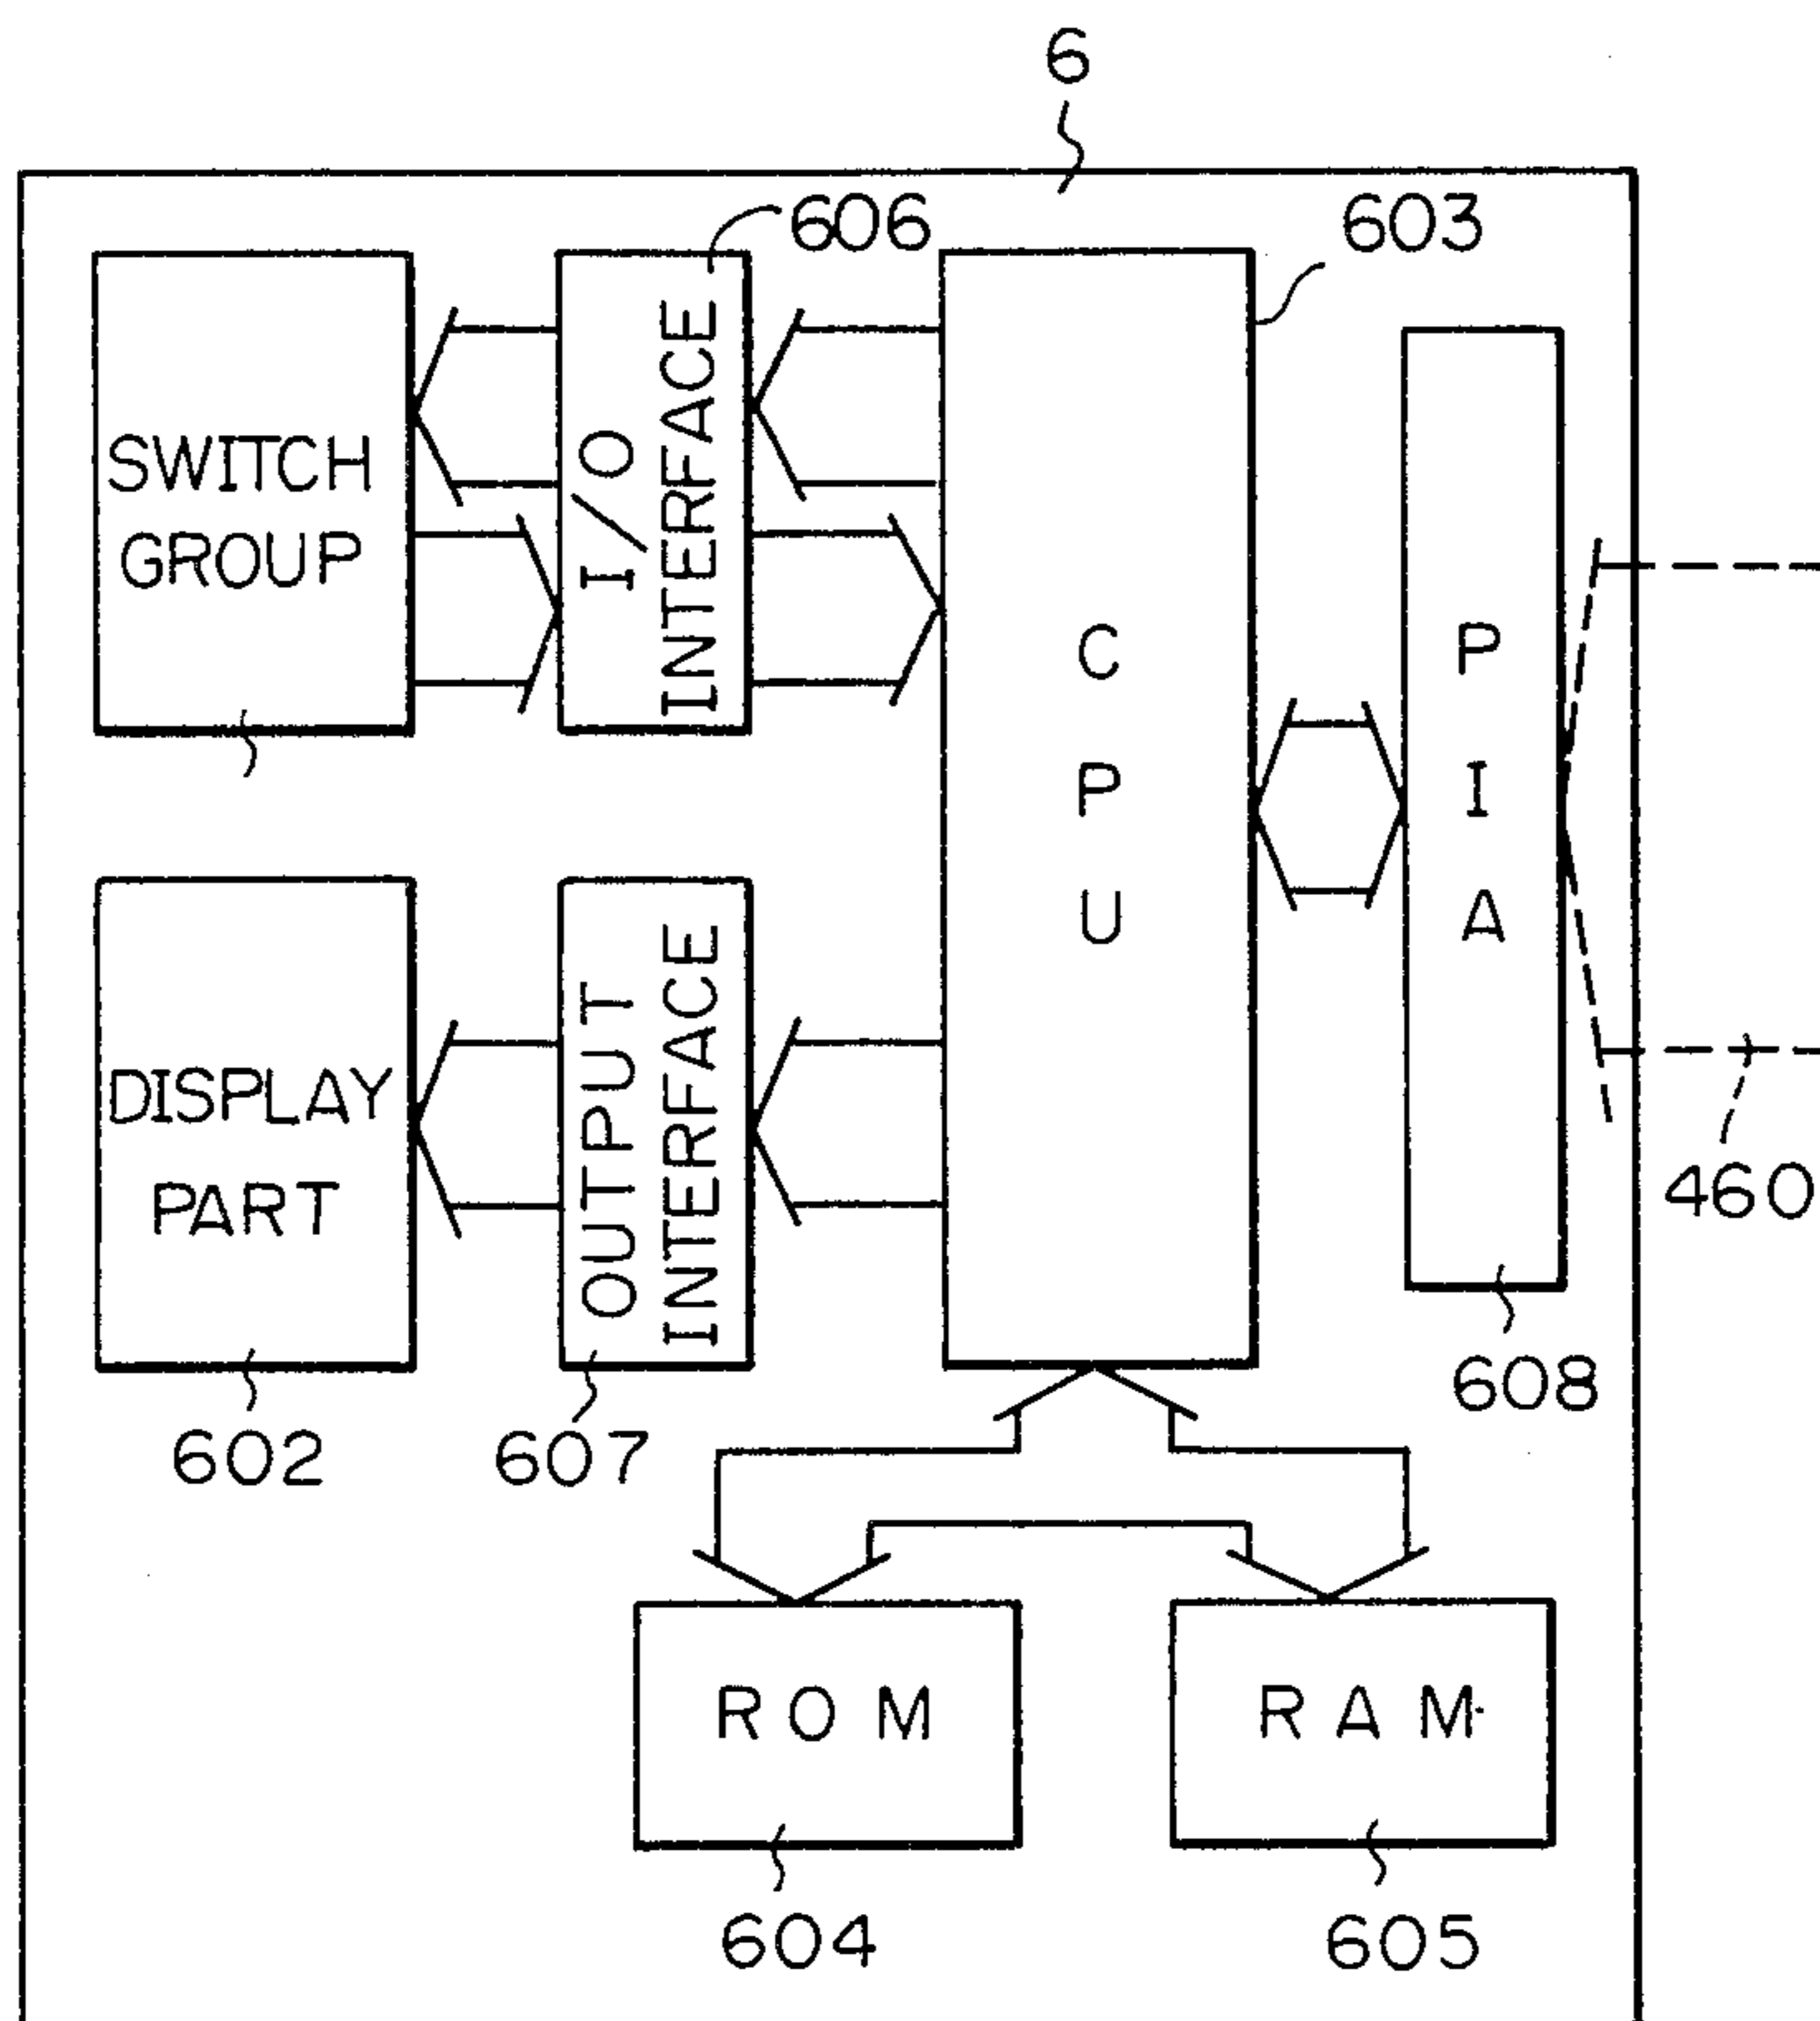 6
606
603
SWITCH
GROUP
I/O
INTERFACE
C
P
U
P
I
A
DISPLAY
PART
OUTPUT
INTERFACE
460
608
602
607
ROM
RAM
604
605